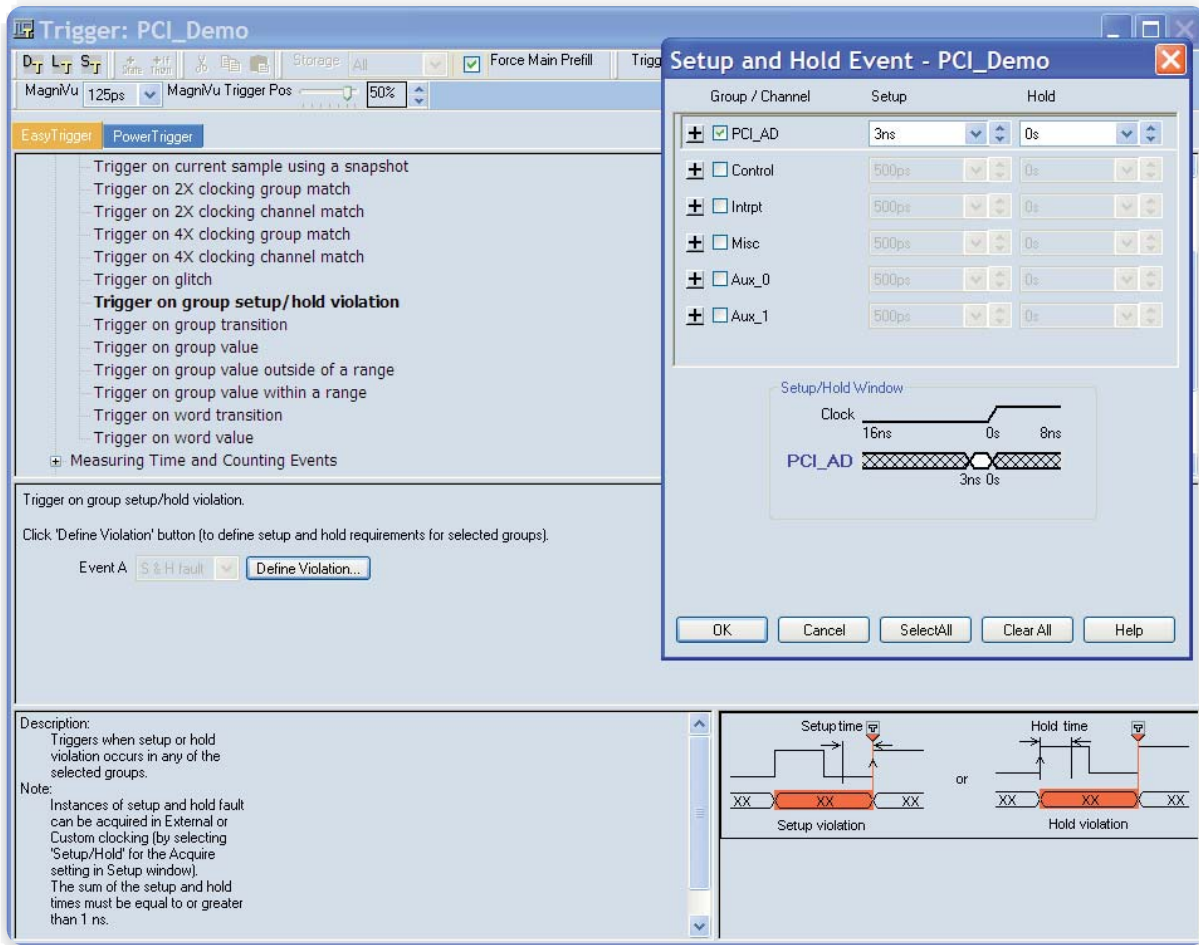 Trigger: PCI_Demo
D L S State +If Then Storage All Force Main Prefill Trigg
MagniVu 125ps MagniVu Trigger Pos 50%
EasyTrigger PowerTrigger
Trigger on current sample using a snapshot
Trigger on 2X clocking group match
Trigger on 2X clocking channel match
Trigger on 4X clocking group match
Trigger on 4X clocking channel match
Trigger on glitch
Trigger on group setup/hold violation
Trigger on group transition
Trigger on group value
Trigger on group value outside of a range
Trigger on group value within a range
Trigger on word transition
Trigger on word value
Measuring Time and Counting Events
Trigger on group setup/hold violation.
Click 'Define Violation' button (to define setup and hold requirements for selected groups).
Event A S & H fault Define Violation...
Setup and Hold Event - PCI_Demo
Group / Channel Setup Hold
PCI_AD 3ns 0s
Control 500ps 0s
Intrpt 500ps 0s
Misc 500ps 0s
Aux_0 500ps 0s
Aux_1 500ps 0s
Setup/Hold Window
Clock
16ns 0s 8ns
PCI_AD
3ns 0s
OK Cancel SelectAll Clear All Help
Description:
Triggers when setup or hold
violation occurs in any of the
selected groups.
Note:
Instances of setup and hold fault
can be acquired in External or
Custom clocking (by selecting
'Setup/Hold' for the Acquire
setting in Setup window).
The sum of the setup and hold
times must be equal to or greater
than 1 ns.
Setup time
XX XX XX
Setup violation
or
Hold time
XX XX XX
Hold violation